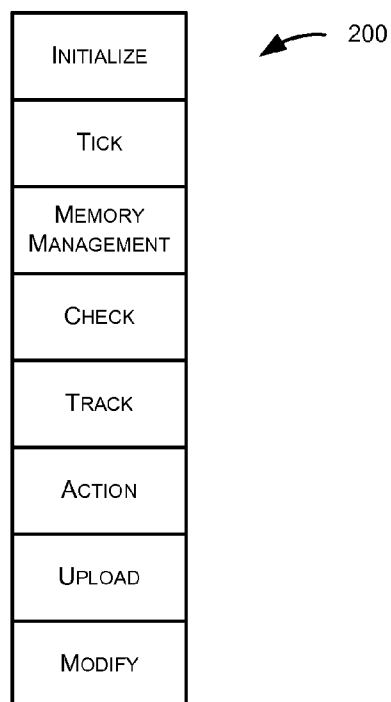 INITIALIZE
200
TICK
MEMORY
MANAGEMENT
CHECK
TRACK
ACTION
UPLOAD
MODIFY